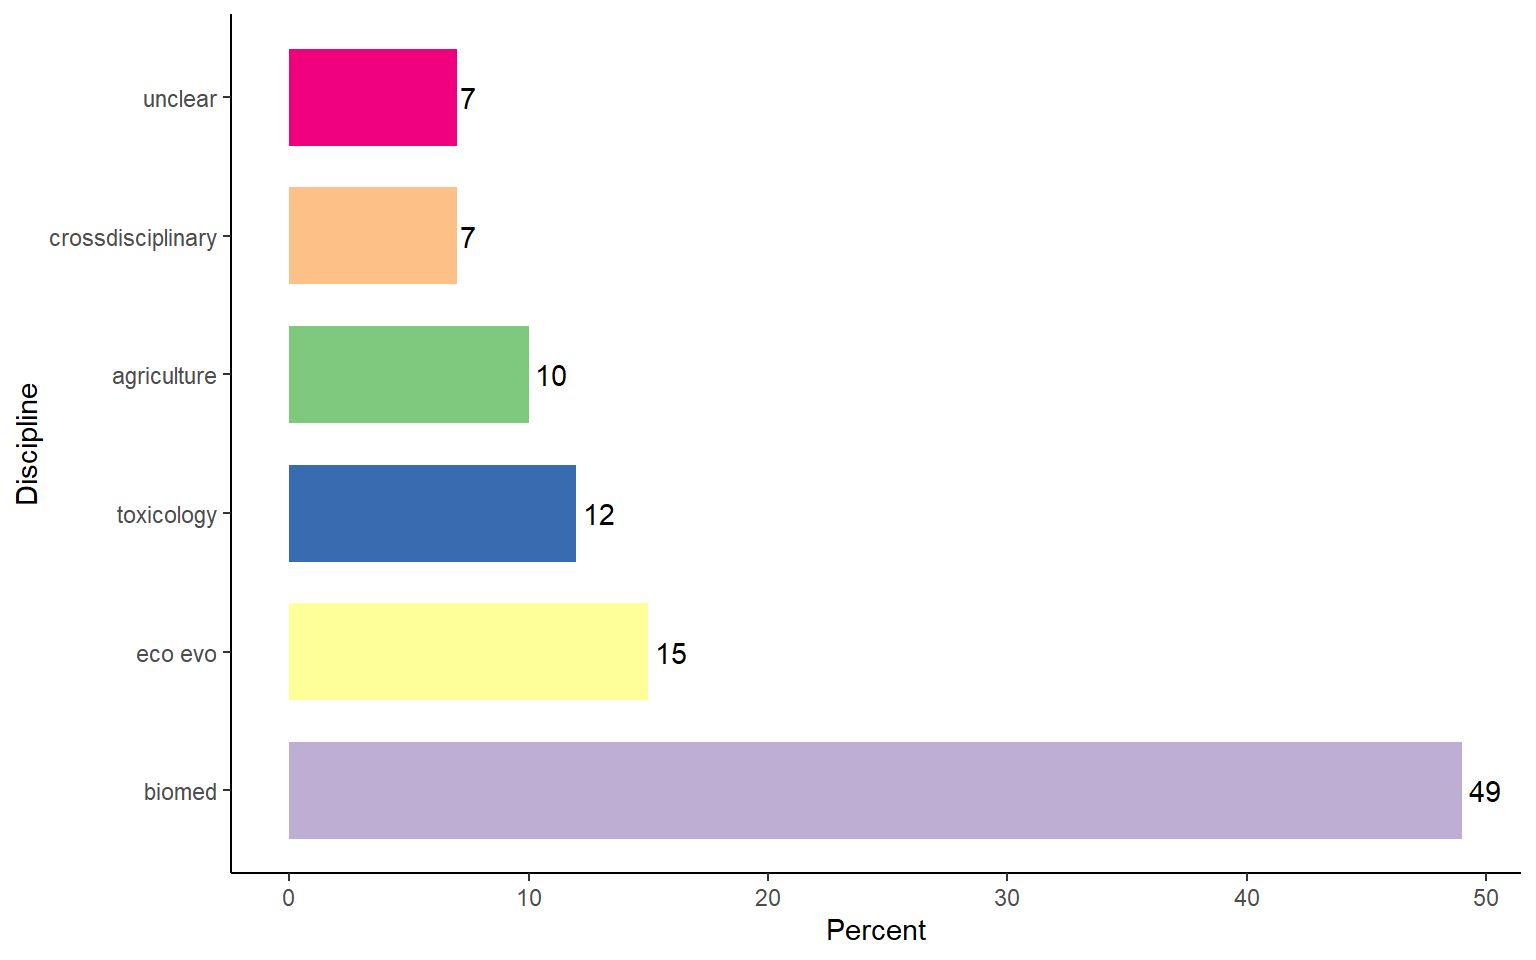 Discipline
unclear 7
crossdisciplinary 7
agriculture 10
toxicology 12
eco evo 15
biomed 49
0 10 20 30 40 50
Percent